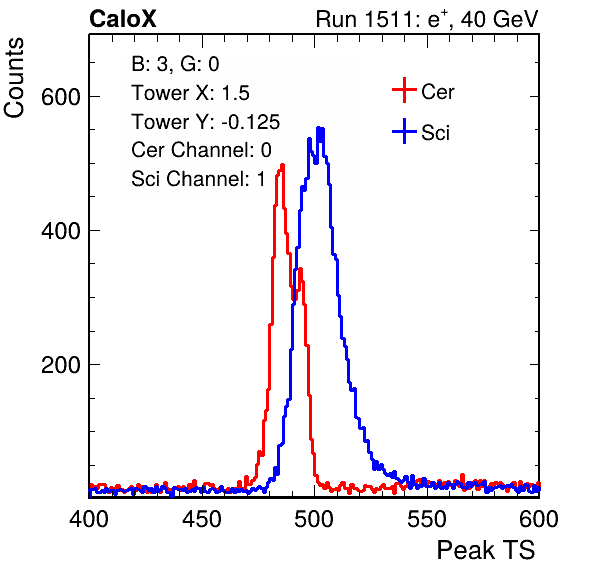 CaloX Run 1511: e⁺, 40 GeV
Counts
B: 3, G: 0
Tower X: 1.5
Tower Y: -0.125
Cer Channel: 0
Sci Channel: 1
Cer
Sci
600
400
200
400 450 500 550 600
Peak TS